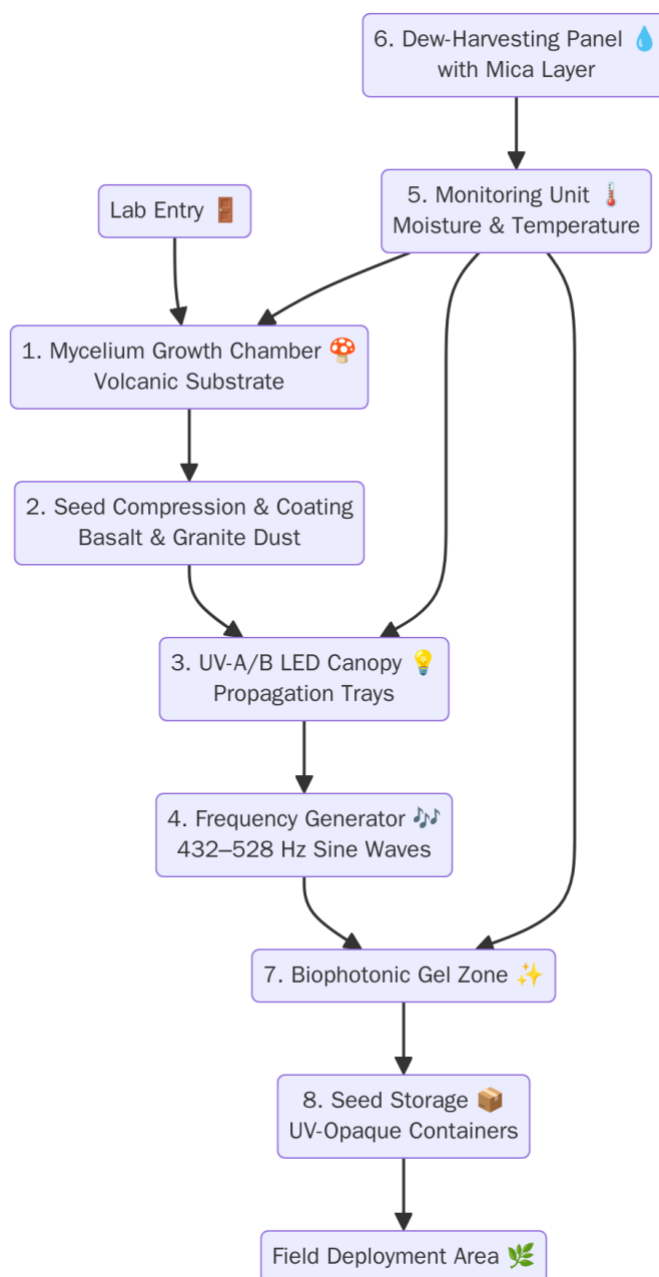 6. Dew-Harvesting Panel 💧
with Mica Layer
Lab Entry 🚪
5. Monitoring Unit 🌡️
Moisture & Temperature
1. Mycelium Growth Chamber 🍄
Volcanic Substrate
2. Seed Compression & Coating
Basalt & Granite Dust
3. UV-A/B LED Canopy 💡
Propagation Trays
4. Frequency Generator 🎶
432–528 Hz Sine Waves
7. Biophotonic Gel Zone ✨
8. Seed Storage 📦
UV-Opaque Containers
Field Deployment Area 🌿